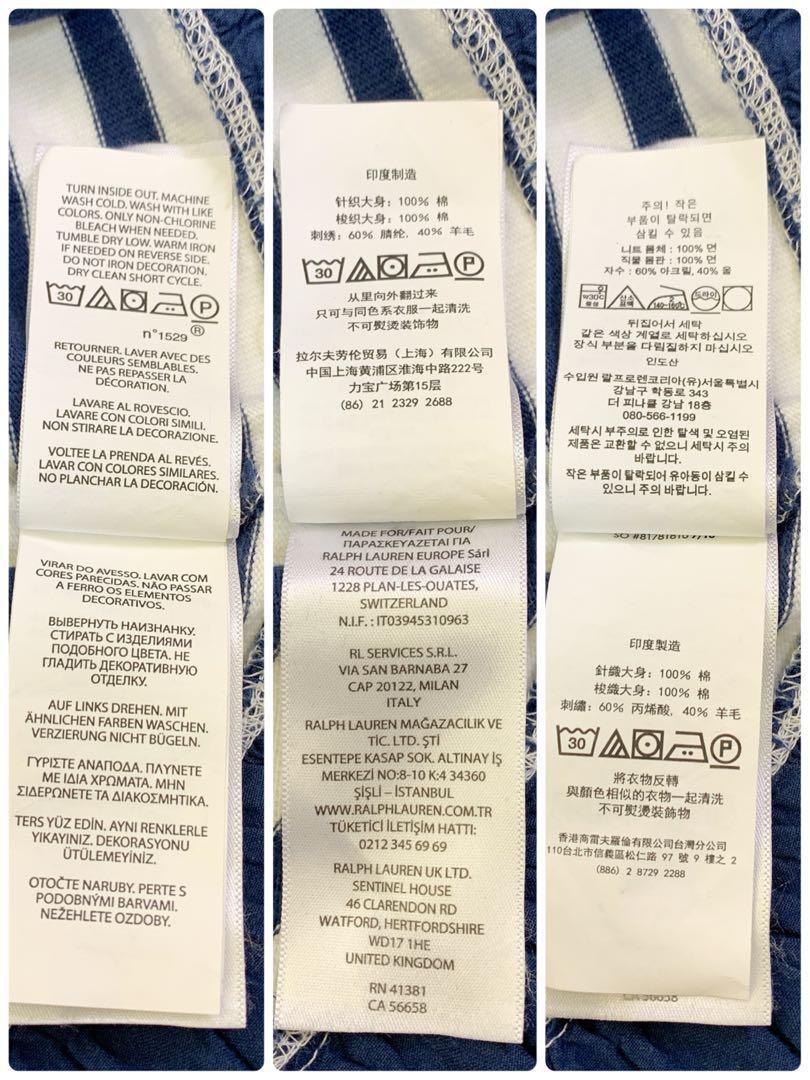 TURN INSIDE OUT. MACHINE
WASH COLD. WASH WITH LIKE
COLORS. ONLY NON-CHLORINE
BLEACH WHEN NEEDED.
TUMBLE DRY LOW. WARM IRON
IF NEEDED ON REVERSE SIDE.
DO NOT IRON DECORATION.
DRY CLEAN SHORT CYCLE.
30 P
n°1529 ®
RETOURNER. LAVER AVEC DES
COULEURS SEMBLABLES.
NE PAS REPASSER LA
DÉCORATION.
LAVARE AL ROVESCIO.
LAVARE CON COLORI SIMILI.
NON STIRARE LA DECORAZIONE.
VOLTEE LA PRENDA AL REVÉS.
LAVAR CON COLORES SIMILARES.
NO PLANCHAR LA DECORACIÓN.
VIRAR DO AVESSO. LAVAR COM
CORES PARECIDAS. NÃO PASSAR
A FERRO OS ELEMENTOS
DECORATIVOS.
ВЫВЕРНУТЬ НАИЗНАНКУ.
СТИРАТЬ С ИЗДЕЛИЯМИ
ПОДОБНОГО ЦВЕТА. НЕ
ГЛАДИТЬ ДЕКОРАТИВНУЮ
ОТДЕЛКУ.
AUF LINKS DREHEN. MIT
ÄHNLICHEN FARBEN WASCHEN.
VERZIERUNG NICHT BÜGELN.
ΓΥΡΙΣΤΕ ΑΝΑΠΟΔΑ. ΠΛΥΝΕΤΕ
ΜΕ ΙΔΙΑ ΧΡΩΜΑΤΑ. ΜΗΝ
ΣΙΔΕΡΩΝΕΤΕ ΤΑ ΔΙΑΚΟΣΜΗΤΙΚΑ.
TERS YÜZ EDİN. AYNI RENKLERLE
YIKAYINIZ. DEKORASYONU
ÜTÜLEMEYİNİZ.
OTOČTE NARUBY. PERTE S
PODOBNÝMI BARVAMI.
NEŽEHLETE OZDOBY.
印度制造
针织大身: 100% 棉
梭织大身: 100% 棉
刺绣: 60% 腈纶, 40% 羊毛
30 P
从里向外翻过来
只可与同色系衣服一起清洗
不可熨烫装饰物
拉尔夫劳伦贸易(上海)有限公司
中国上海黄浦区淮海中路222号
力宝广场第15层
(86) 21 2329 2688
MADE FOR/FAIT POUR/
ΠΑΡΑΣΚΕΥΑΖΕΤΑΙ ΓΙΑ
RALPH LAUREN EUROPE Sàrl
24 ROUTE DE LA GALAISE
1228 PLAN-LES-OUATES,
SWITZERLAND
N.I.F. : IT03945310963
RL SERVICES S.R.L.
VIA SAN BARNABA 27
CAP 20122, MILAN
ITALY
RALPH LAUREN MAĞAZACILIK VE
TİC. LTD. ŞTİ
ESENTEPE KASAP SOK. ALTINAY İŞ
MERKEZİ NO:8-10 K:4 34360
ŞİŞLİ – İSTANBUL
WWW.RALPHLAUREN.COM.TR
TÜKETİCİ İLETİŞİM HATTI:
0212 345 69 69
RALPH LAUREN UK LTD.
SENTINEL HOUSE
46 CLARENDON RD
WATFORD, HERTFORDSHIRE
WD17 1HE
UNITED KINGDOM
RN 41381
CA 56658
주의! 작은
부품이 탈락되면
삼킬 수 있음
니트 몸체 : 100% 면
직물 몸판 : 100% 면
자수 : 60% 아크릴, 40% 울
약30℃ 중성 산소 표백 2 140~160℃ 드라이
뒤집어서 세탁
같은 색상 계열로 세탁하십시오
장식 부분을 다림질하지 마십시오
인도산
수입원 랄프로렌코리아(유)서울특별시
강남구 학동로 343
더 피나클 강남 18층
080-566-1199
세탁시 부주의로 인한 탈색 및 오염된
제품은 교환할 수 없으니 세탁시 주의
바랍니다.
작은 부품이 탈락되어 유아동이 삼킬 수
있으니 주의 바랍니다.
印度製造
針織大身: 100% 棉
梭織大身: 100% 棉
刺繡: 60% 丙烯酸, 40% 羊毛
30 P
將衣物反轉
與顏色相似的衣物一起清洗
不可熨燙裝飾物
香港商雷夫羅倫有限公司台灣分公司
110台北市信義區松仁路 97 號 9 樓之 2
(886) 2 8729 2288